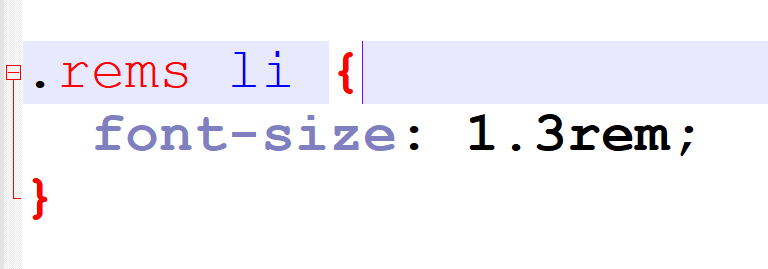 .rems li {
  font-size: 1.3rem;
}